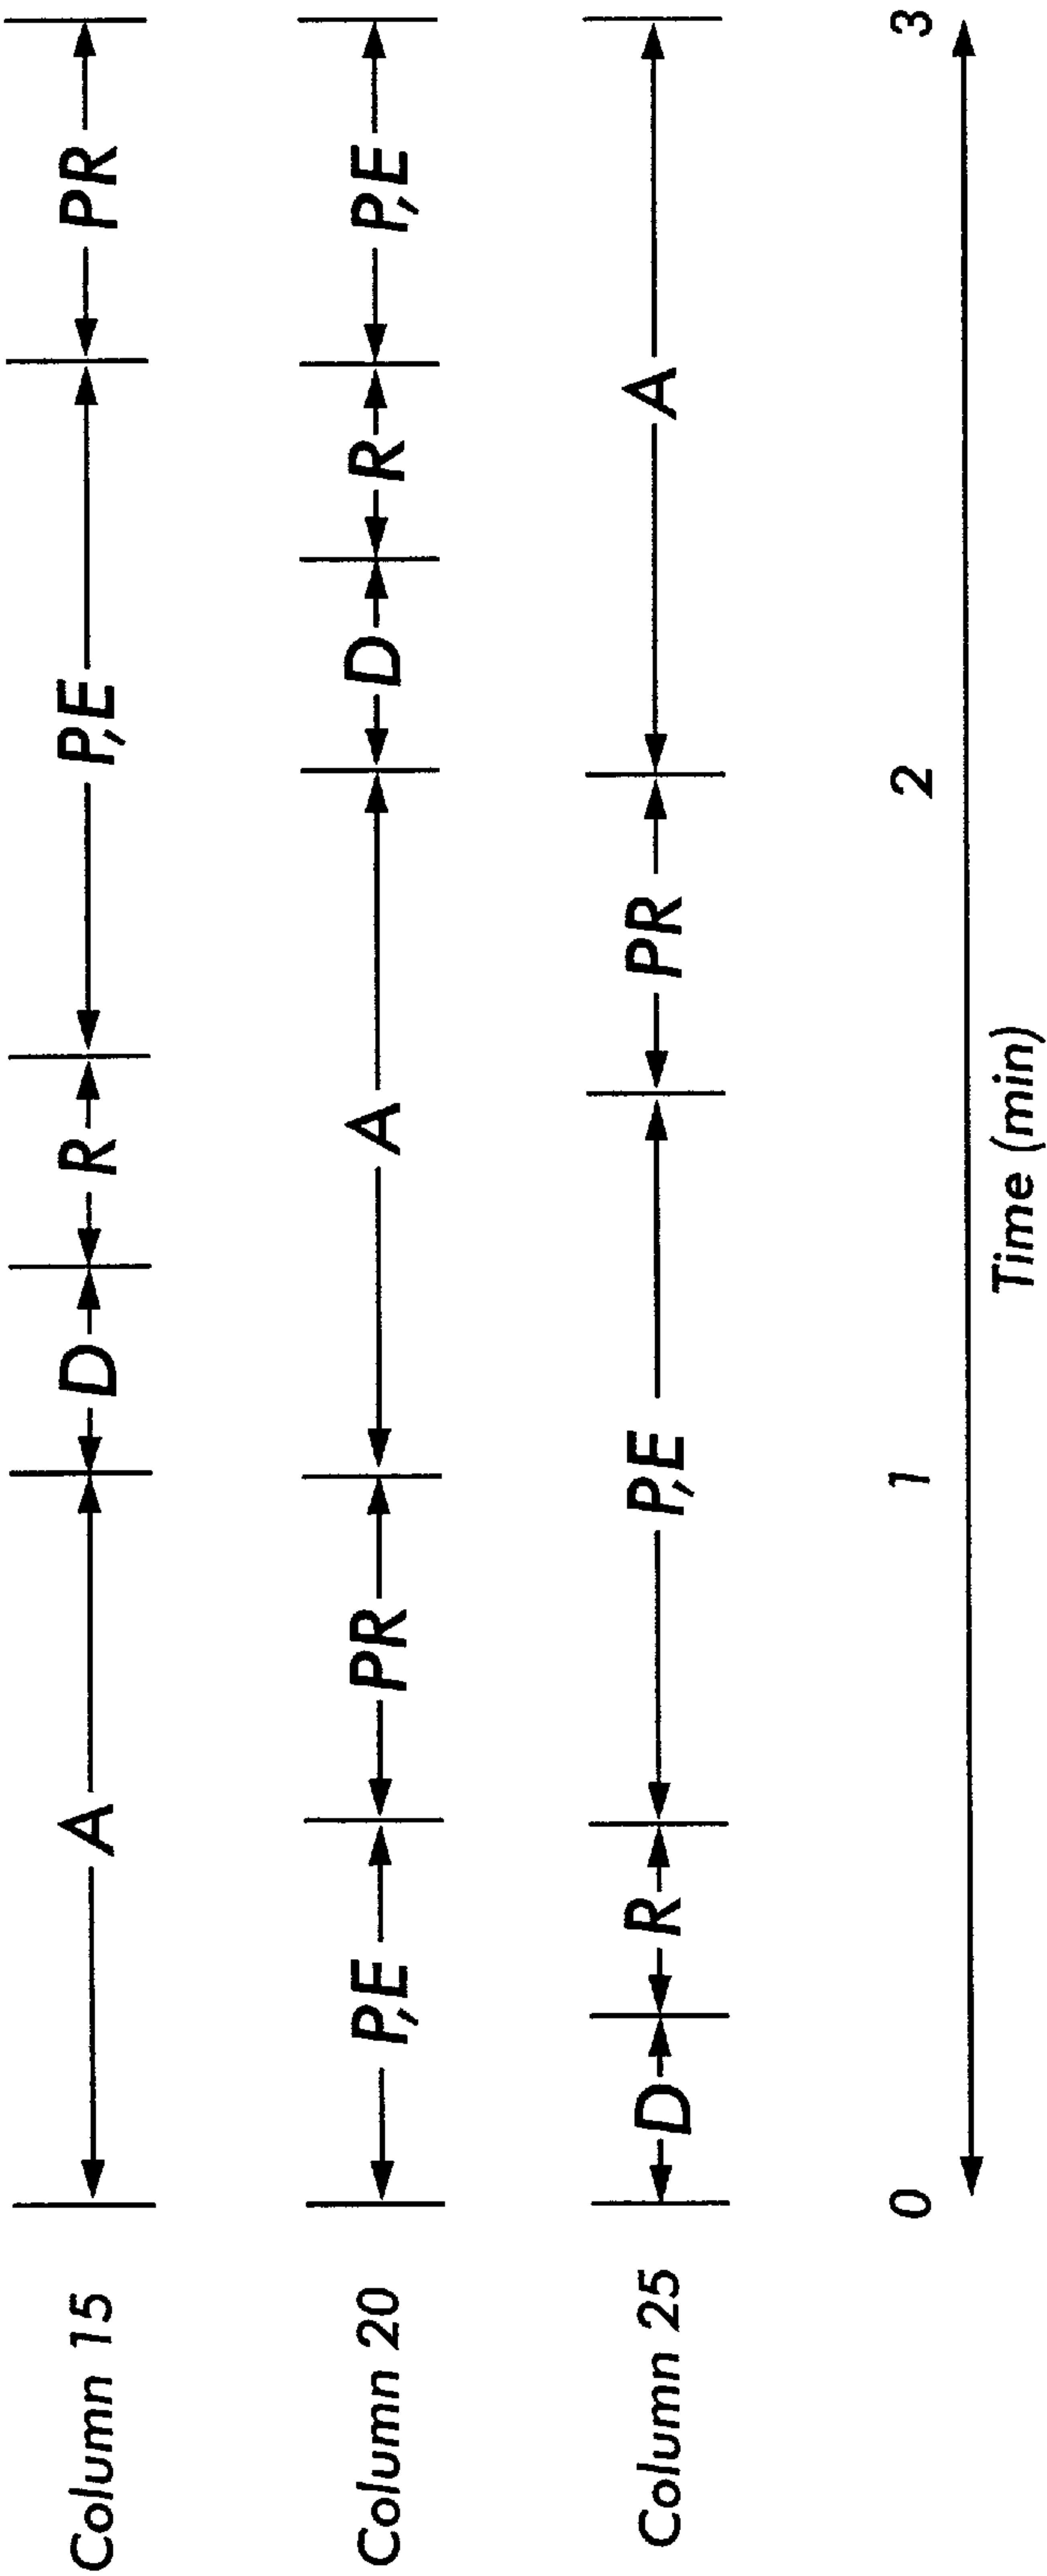 Column 15 A D R P,E PR
Column 20 P,E PR A D R P,E
Column 25 D R P,E PR A
0 1 2 3
Time (min)